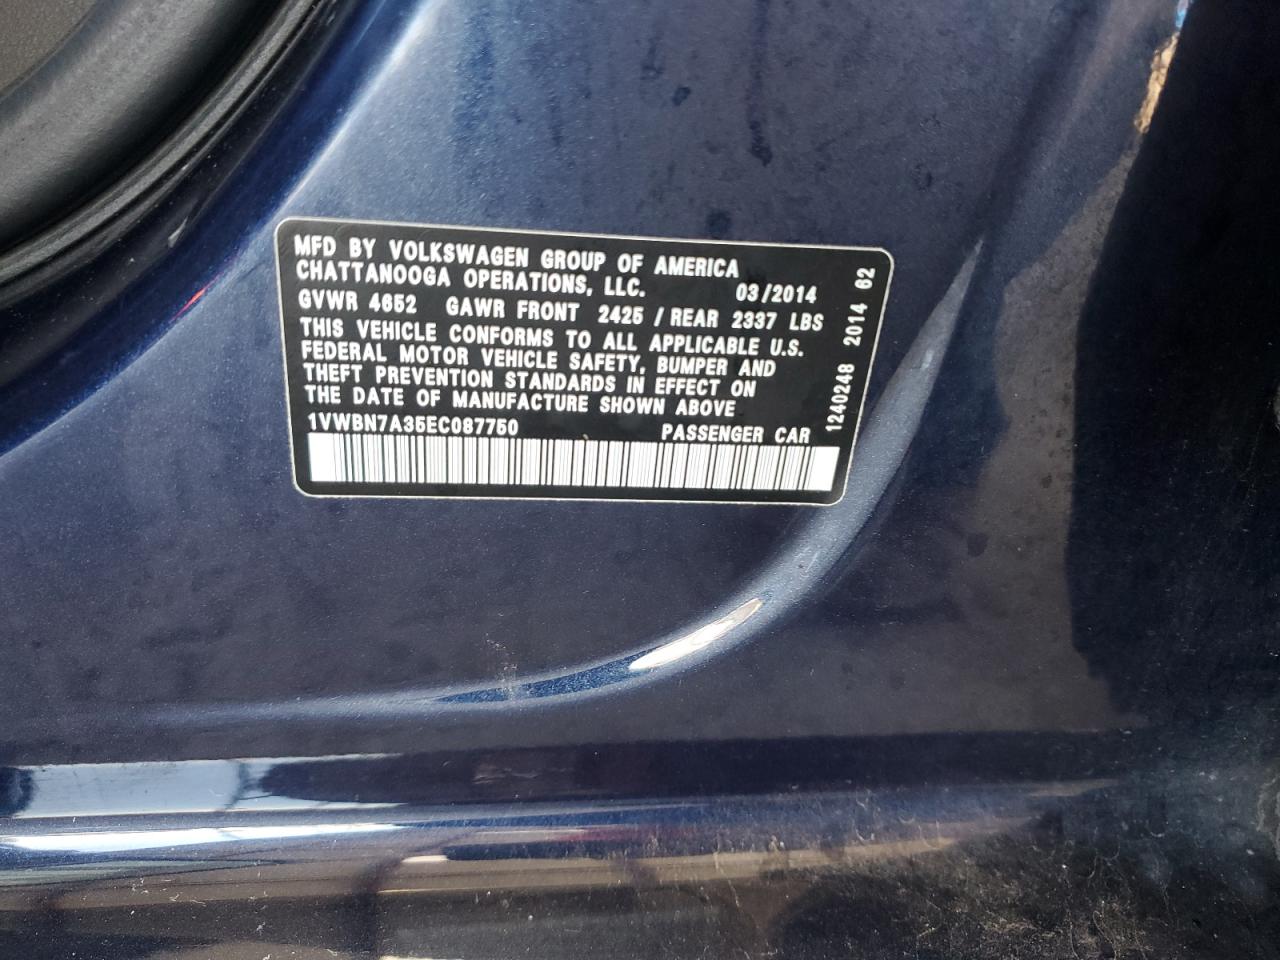 MFD BY VOLKSWAGEN GROUP OF AMERICA
CHATTANOOGA OPERATIONS, LLC. 03/2014
GVWR 4652 GAWR FRONT 2425 / REAR 2337 LBS
THIS VEHICLE CONFORMS TO ALL APPLICABLE U.S.
FEDERAL MOTOR VEHICLE SAFETY, BUMPER AND
THEFT PREVENTION STANDARDS IN EFFECT ON
THE DATE OF MANUFACTURE SHOWN ABOVE
1VWBN7A35EC087750 PASSENGER CAR
1240248 2014 62